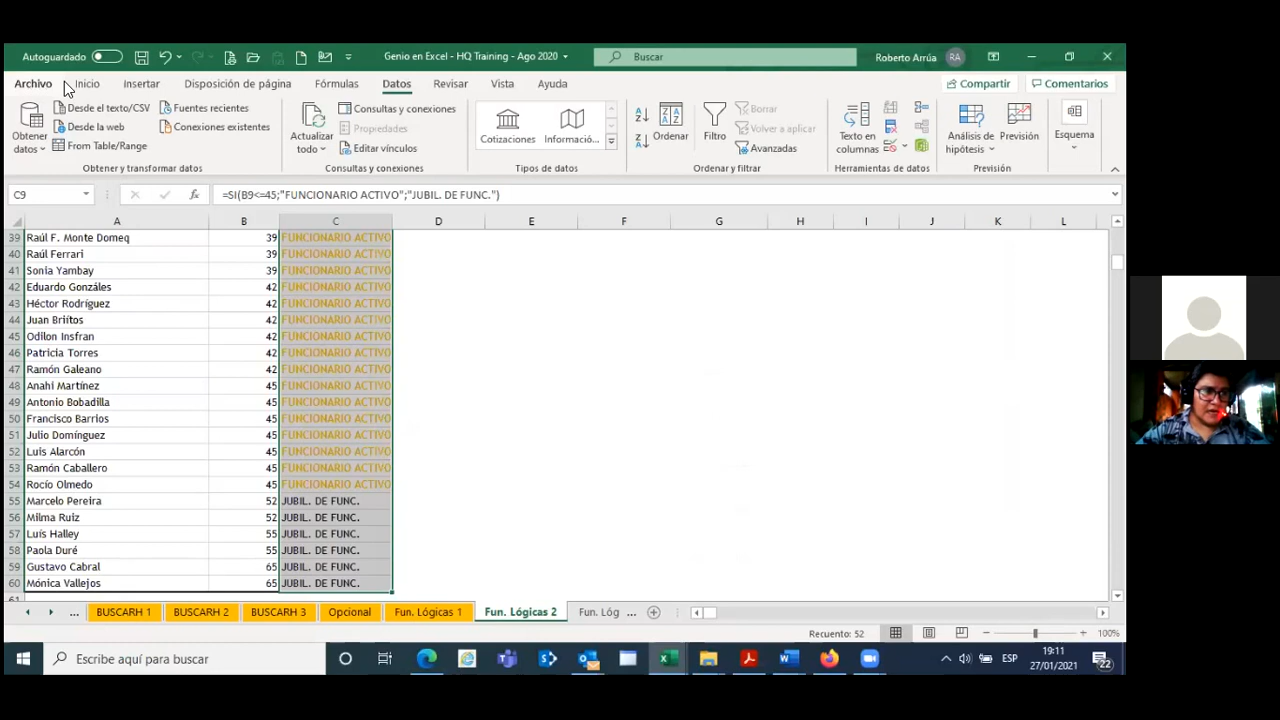 Autoguardado
Genio en Excel - HQ Training - Ago 2020
Buscar
Roberto Arrúa RA
Archivo Inicio Insertar Disposición de página Fórmulas Datos Revisar Vista Ayuda Compartir Comentarios
Obtener datos
Desde el texto/CSV
Desde la web
From Table/Range
Fuentes recientes
Conexiones existentes
Obtener y transformar datos
Actualizar todo
Consultas y conexiones
Propiedades
Editar vínculos
Consultas y conexiones
Cotizaciones Informació...
Tipos de datos
Ordenar
Filtro
Borrar
Volver a aplicar
Avanzadas
Ordenar y filtrar
Texto en columnas
Herramientas de datos
Análisis de hipótesis
Previsión
Previsión
Esquema
C9 fx =SI(B9<=45;"FUNCIONARIO ACTIVO";"JUBIL. DE FUNC.")
A B C D E F G H I J K L
39 Raúl F. Monte Domeq 39 FUNCIONARIO ACTIVO
40 Raúl Ferrari 39 FUNCIONARIO ACTIVO
41 Sonia Yambay 39 FUNCIONARIO ACTIVO
42 Eduardo Gonzáles 42 FUNCIONARIO ACTIVO
43 Héctor Rodríguez 42 FUNCIONARIO ACTIVO
44 Juan Briítos 42 FUNCIONARIO ACTIVO
45 Odilon Insfran 42 FUNCIONARIO ACTIVO
46 Patricia Torres 42 FUNCIONARIO ACTIVO
47 Ramón Galeano 42 FUNCIONARIO ACTIVO
48 Anahi Martínez 45 FUNCIONARIO ACTIVO
49 Antonio Bobadilla 45 FUNCIONARIO ACTIVO
50 Francisco Barrios 45 FUNCIONARIO ACTIVO
51 Julio Domínguez 45 FUNCIONARIO ACTIVO
52 Luis Alarcón 45 FUNCIONARIO ACTIVO
53 Ramón Caballero 45 FUNCIONARIO ACTIVO
54 Rocío Olmedo 45 FUNCIONARIO ACTIVO
55 Marcelo Pereira 52 JUBIL. DE FUNC.
56 Milma Ruiz 52 JUBIL. DE FUNC.
57 Luís Halley 55 JUBIL. DE FUNC.
58 Paola Duré 55 JUBIL. DE FUNC.
59 Gustavo Cabral 65 JUBIL. DE FUNC.
60 Mónica Vallejos 65 JUBIL. DE FUNC.
... BUSCARH 1 BUSCARH 2 BUSCARH 3 Opcional Fun. Lógicas 1 Fun. Lógicas 2 Fun. Lóg ...
Recuento: 52 100%
Escribe aquí para buscar
ESP
19:11
27/01/2021
22